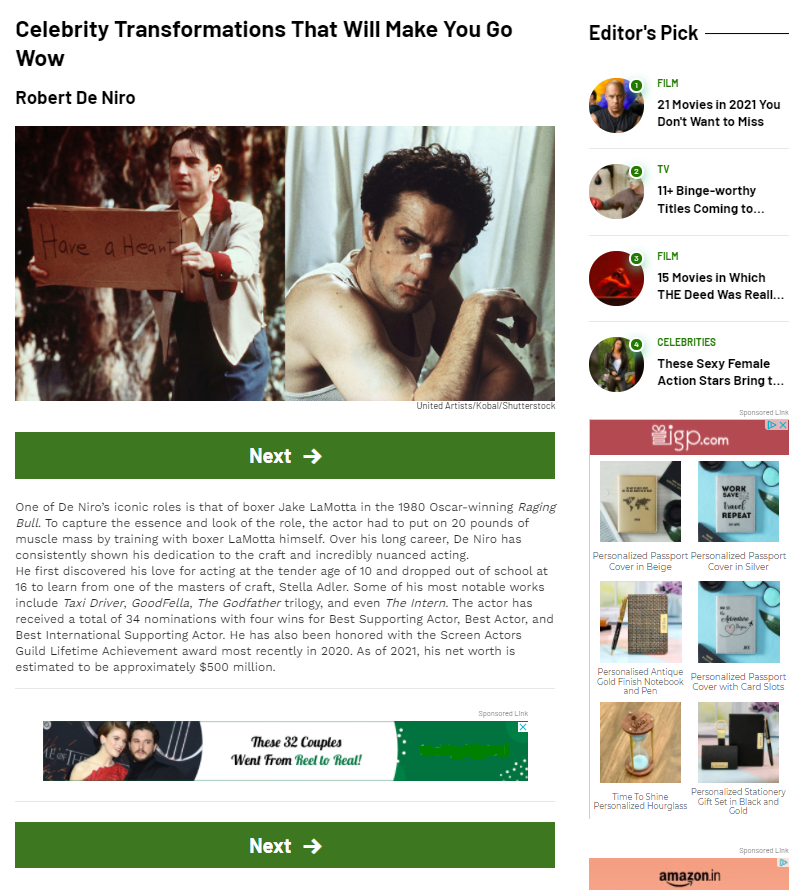 Celebrity Transformations That Will Make You Go
Wow
Robert De Niro
Have a Heart
United Artists/Kobal/Shutterstock
Next
One of De Niro's iconic roles is that of boxer Jake LaMotta in the 1980 Oscar-winning Raging
Bull. To capture the essence and look of the role, the actor had to put on 20 pounds of
muscle mass by training with boxer LaMotta himself. Over his long career, De Niro has
consistently shown his dedication to the craft and incredibly nuanced acting.
He first discovered his love for acting at the tender age of 10 and dropped out of school at
16 to learn from one of the masters of craft, Stella Adler. Some of his most notable works
include Taxi Driver, GoodFella, The Godfather trilogy, and even The Intern. The actor has
received a total of 34 nominations with four wins for Best Supporting Actor, Best Actor, and
Best International Supporting Actor. He has also been honored with the Screen Actors
Guild Lifetime Achievement award most recently in 2020. As of 2021, his net worth is
estimated to be approximately $500 million.
Sponsored Link
These 32 Couples
Went From Reel to Real!
Next
Editor's Pick
1
FILM
21 Movies in 2021 You
Don't Want to Miss
2
TV
11+ Binge-worthy
Titles Coming to...
3
FILM
15 Movies in Which
THE Deed Was Reall...
4
CELEBRITIES
These Sexy Female
Action Stars Bring t...
Sponsored Link
igp.com
WORK
SAVE
travel
REPEAT
Personalized Passport
Cover in Beige
Personalized Passport
Cover in Silver
Adventure
Personalised Antique
Gold Finish Notebook
and Pen
Personalized Passport
Cover with Card Slots
Time To Shine
Personalized Hourglass
Personalized Stationery
Gift Set in Black and
Gold
Sponsored Link
amazon.in